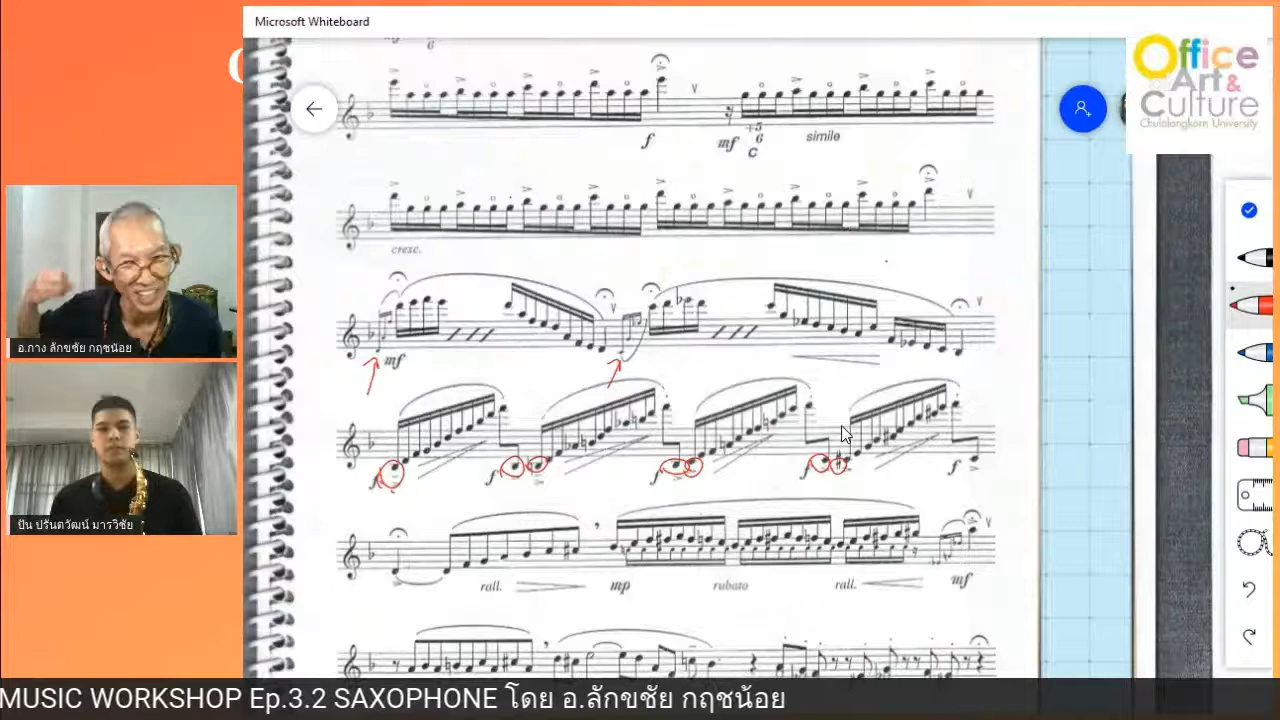 Microsoft Whiteboard
Office
Art &
Culture
Chulalongkorn University
6
f
mf
+5
6
C
simile
cresc.
mf
f
f
f
f
f
rall.
mp
rubato
rall.
mf
อ.กาง ลักขชัย กฤชน้อย
ปัน ปรันตวัฒน์ มารวิชัย
MUSIC WORKSHOP Ep.3.2 SAXOPHONE โดย อ.ลักขชัย กฤชน้อย